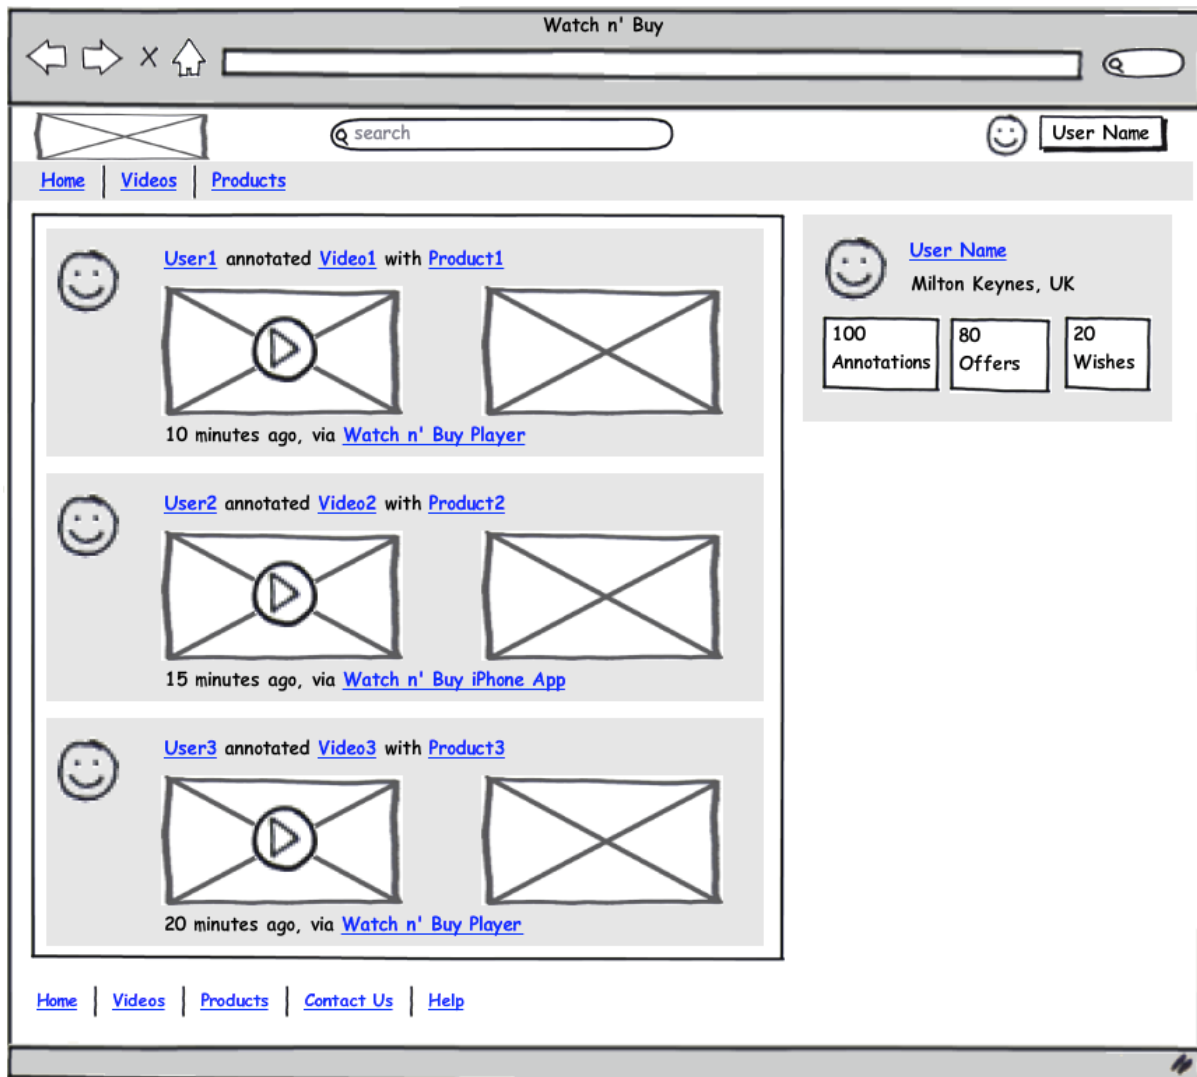 Watch n' Buy
search
User Name
Home Videos Products
User1 annotated Video1 with Product1
10 minutes ago, via Watch n' Buy Player
User2 annotated Video2 with Product2
15 minutes ago, via Watch n' Buy iPhone App
User3 annotated Video3 with Product3
20 minutes ago, via Watch n' Buy Player
User Name
Milton Keynes, UK
100
Annotations
80
Offers
20
Wishes
Home Videos Products Contact Us Help